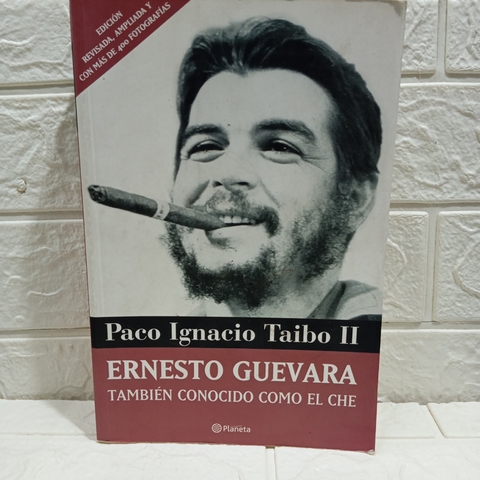 EDICIÓN
REVISADA, AMPLIADA Y
CON MÁS DE 400 FOTOGRAFÍAS
Paco Ignacio Taibo II
ERNESTO GUEVARA
TAMBIÉN CONOCIDO COMO EL CHE
Planeta